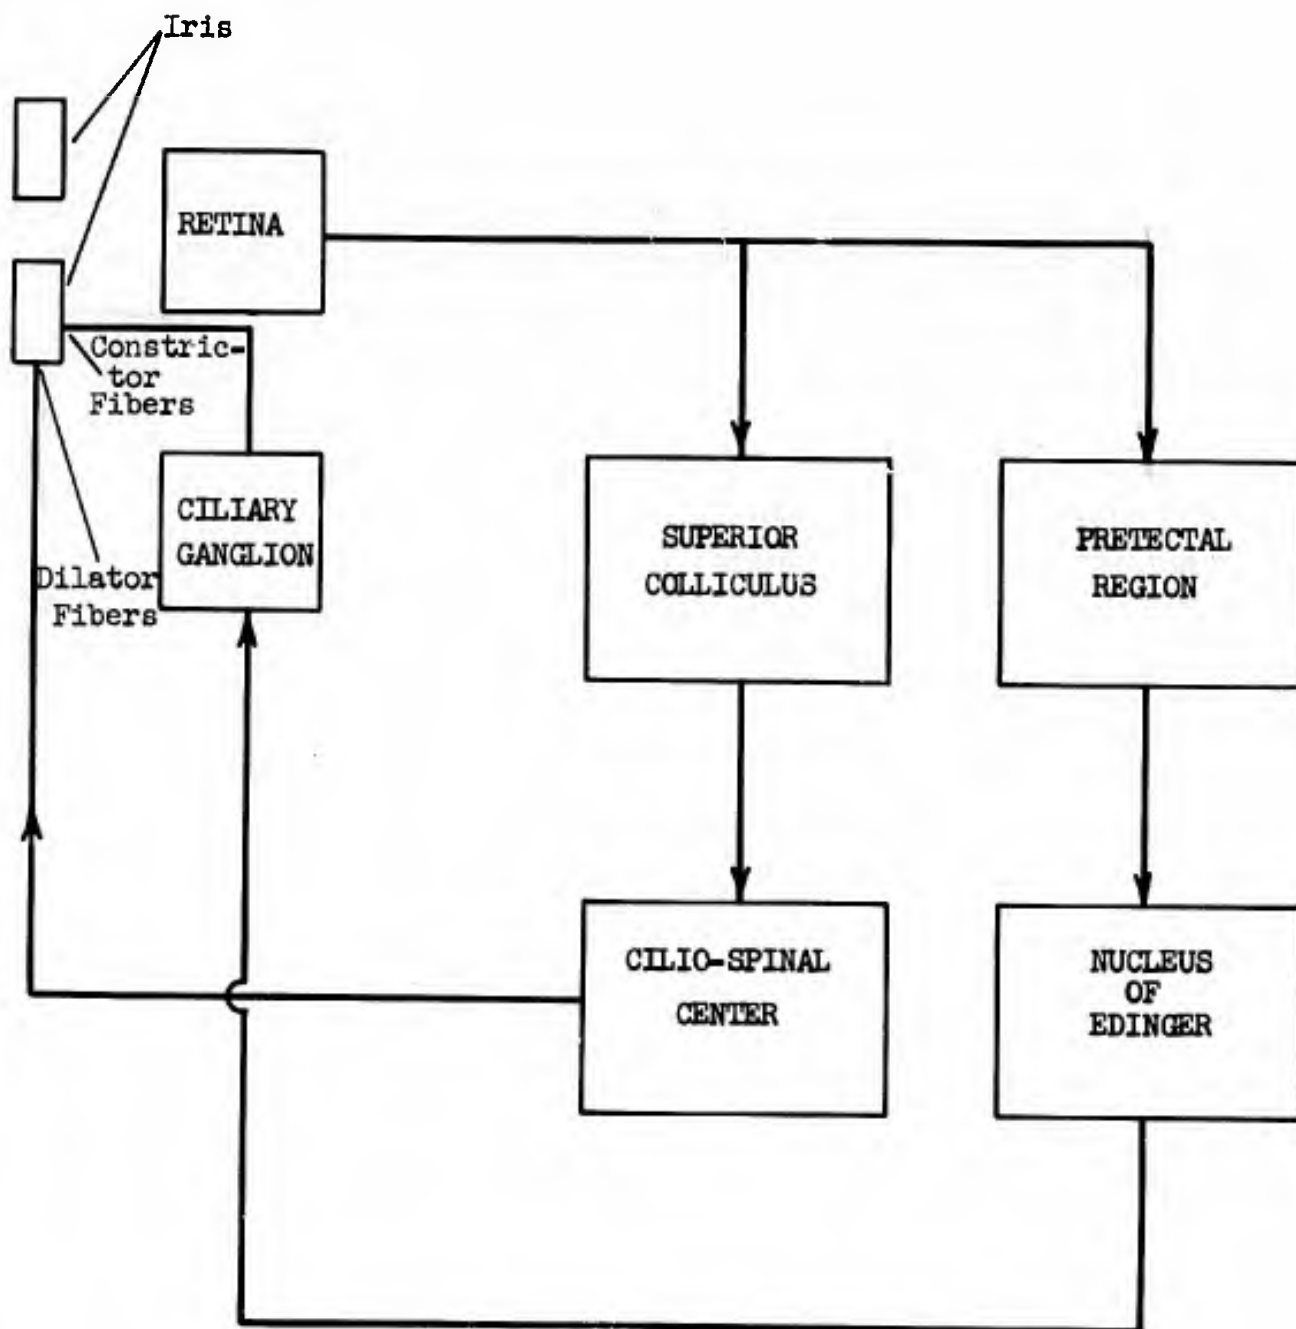 Iris
RETINA
Constric-
tor
Fibers
CILIARY
GANGLION
Dilator
Fibers
SUPERIOR
COLLICULUS
PRETECTAL
REGION
CILIO-SPINAL
CENTER
NUCLEUS
OF
EDINGER